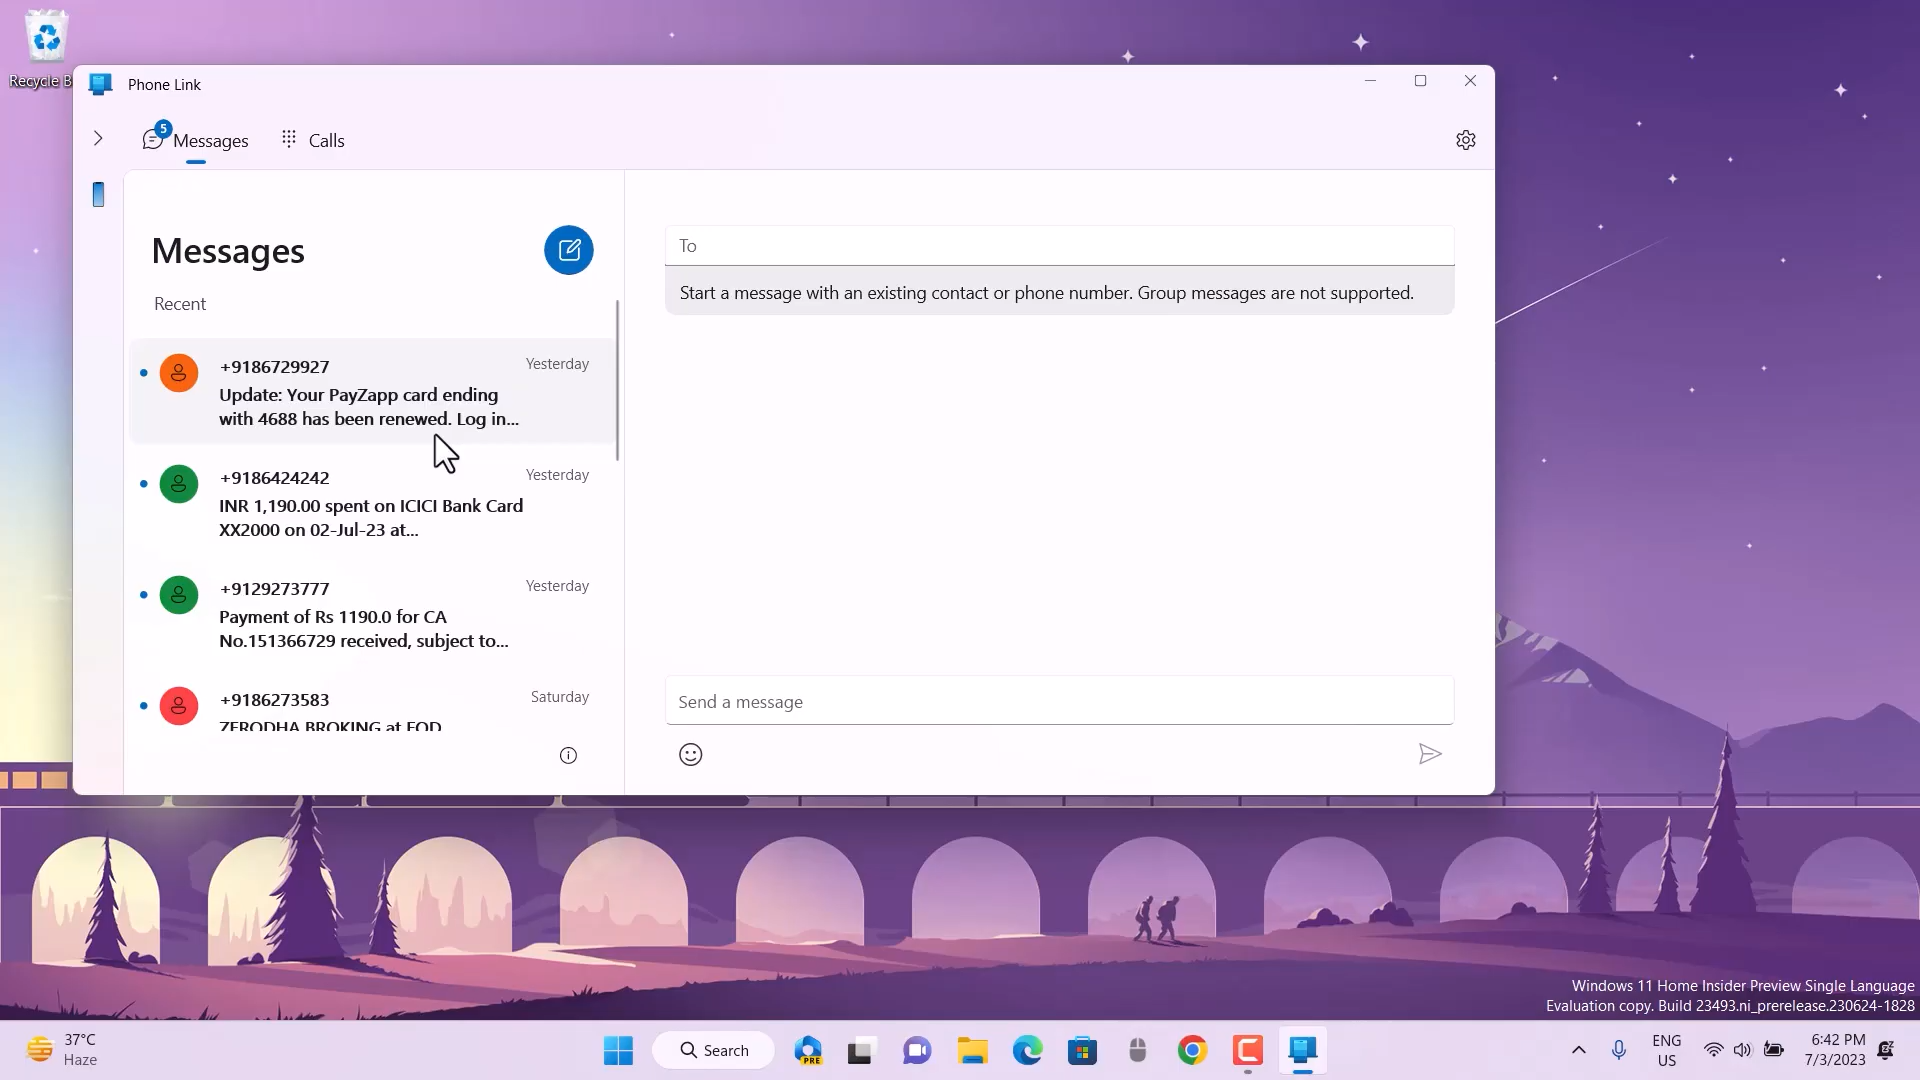 Recycle B
Phone Link
5
Messages
Calls
Messages
Recent
+9186729927
Yesterday
Update: Your PayZapp card ending
with 4688 has been renewed. Log in...
+9186424242
Yesterday
INR 1,190.00 spent on ICICI Bank Card
XX2000 on 02-Jul-23 at...
+9129273777
Yesterday
Payment of Rs 1190.0 for CA
No.151366729 received, subject to...
+9186273583
Saturday
ZERODHA BROKING at EOD
To
Start a message with an existing contact or phone number. Group messages are not supported.
Send a message
Windows 11 Home Insider Preview Single Language
Evaluation copy. Build 23493.ni_prerelease.230624-1828
37°C
Haze
Search
PRE
ENG
US
6:42 PM
7/3/2023